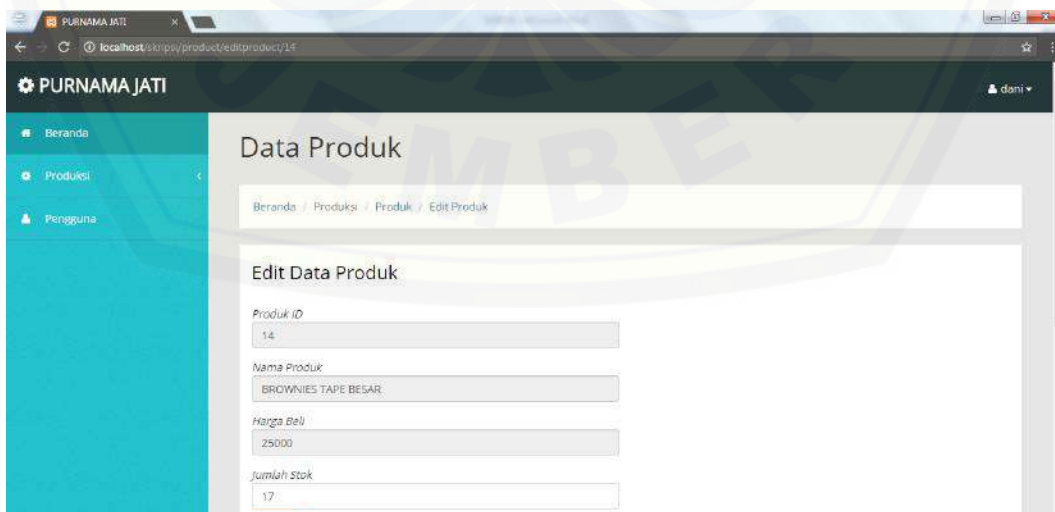 PURNAMA JATI
localhost/skripsi/product/editproduct/14
PURNAMA JATI
dani
Beranda
Produksi
Pengguna
Data Produk
Beranda / Produksi / Produk / Edit Produk
Edit Data Produk
Produk ID
14
Nama Produk
BROWNIES TAPE BESAR
Harga Beli
25000
Jumlah Stok
17
EMBER